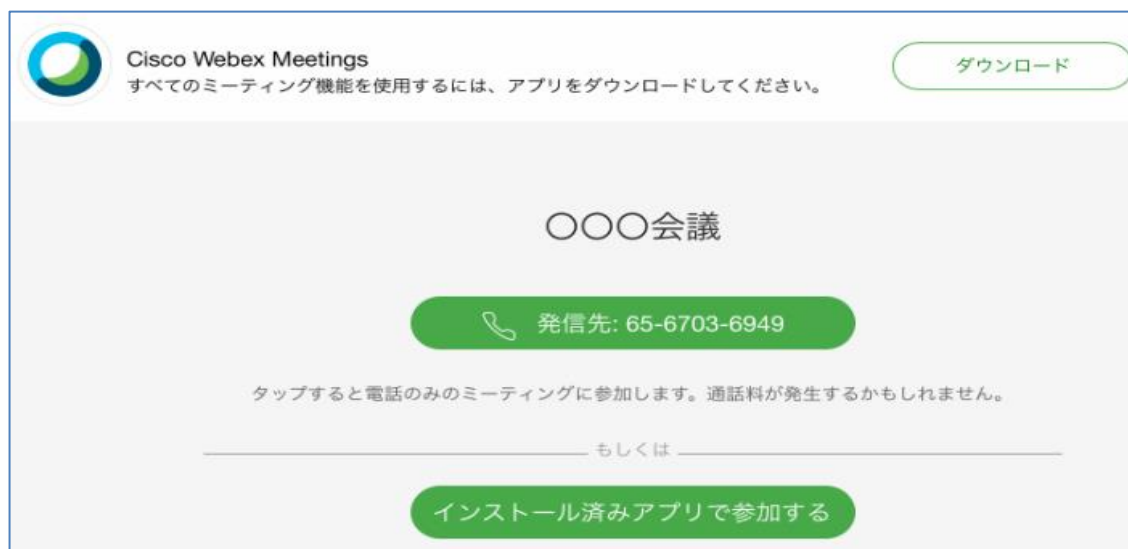 Cisco Webex Meetings
すべてのミーティング機能を使用するには、アプリをダウンロードしてください。
ダウンロード
〇〇〇会議
発信先: 65-6703-6949
タップすると電話のみのミーティングに参加します。通話料が発生するかもしれません。
もしくは
インストール済みアプリで参加する